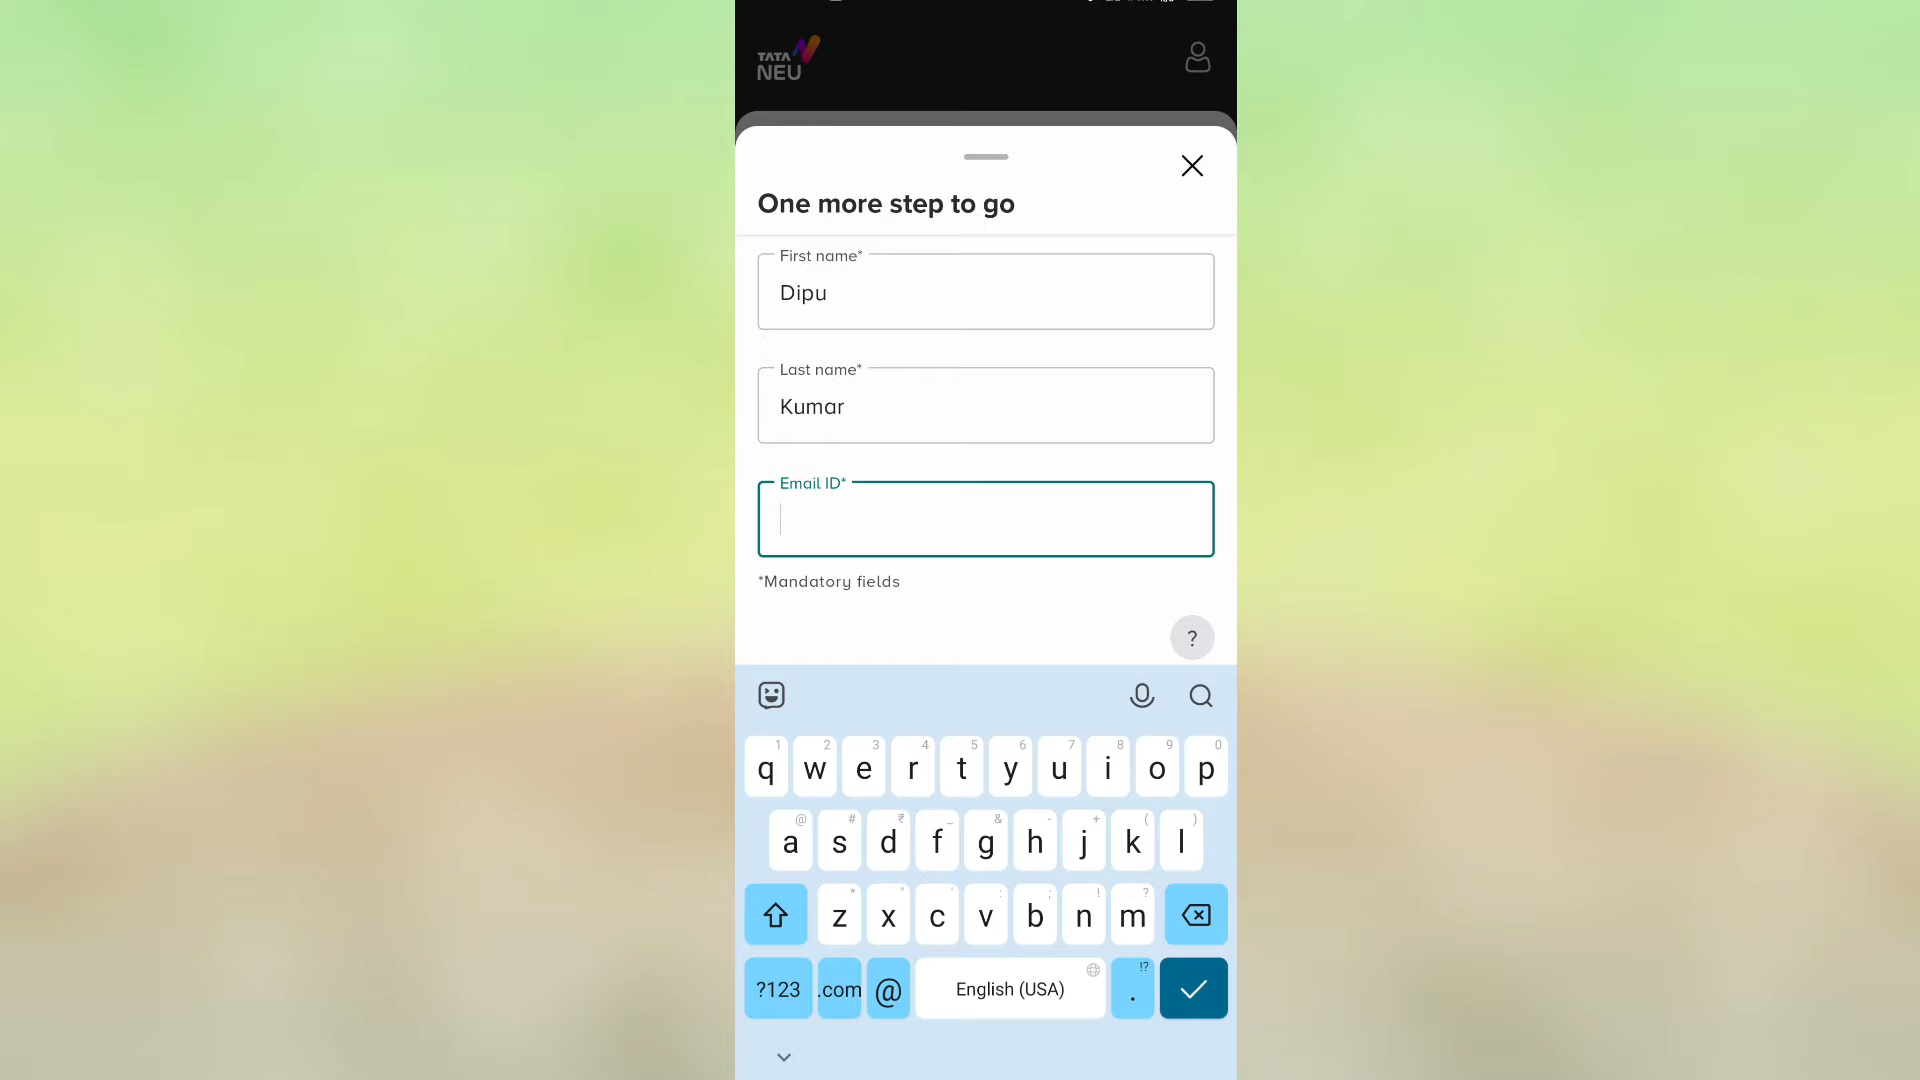 TATA
NEU
One more step to go
First name*
Dipu
Last name*
Kumar
Email ID*
*Mandatory fields
?
1 2 3 4 5 6 7 8 9 0
q w e r t y u i o p
@ # ₹ _ & - + ( )
a s d f g h j k l
* " ' : ; ! ?
z x c v b n m
!?
?123 .com @ English (USA) .